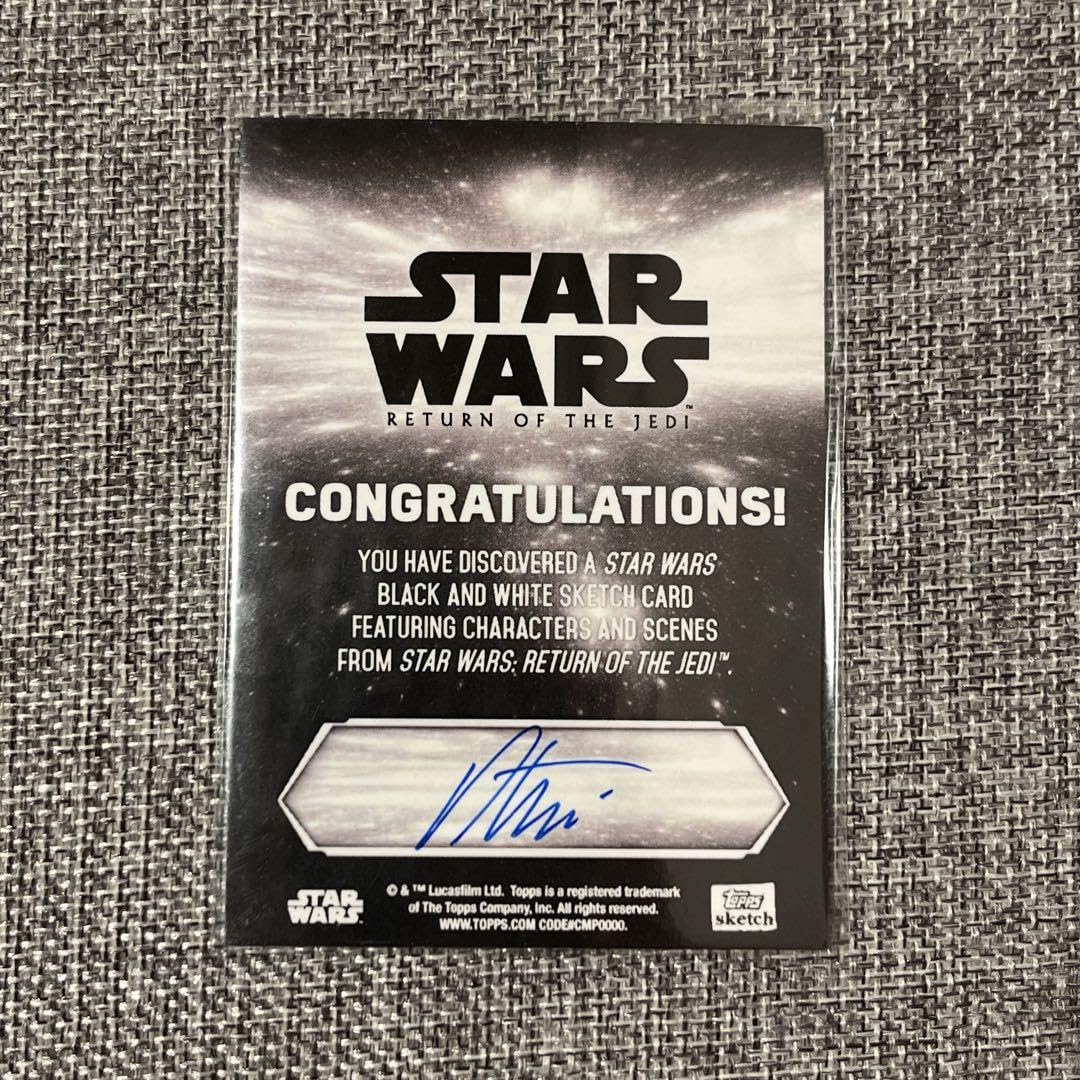 STAR
WARS™
RETURN OF THE JEDI
CONGRATULATIONS!
YOU HAVE DISCOVERED A STAR WARS
BLACK AND WHITE SKETCH CARD
FEATURING CHARACTERS AND SCENES
FROM STAR WARS: RETURN OF THE JEDI™.
STAR
WARS
© & ™ Lucasfilm Ltd. Topps is a registered trademark
of The Topps Company, Inc. All rights reserved.
WWW.TOPPS.COM CODE#CMP0000.
TOPPS
sketch